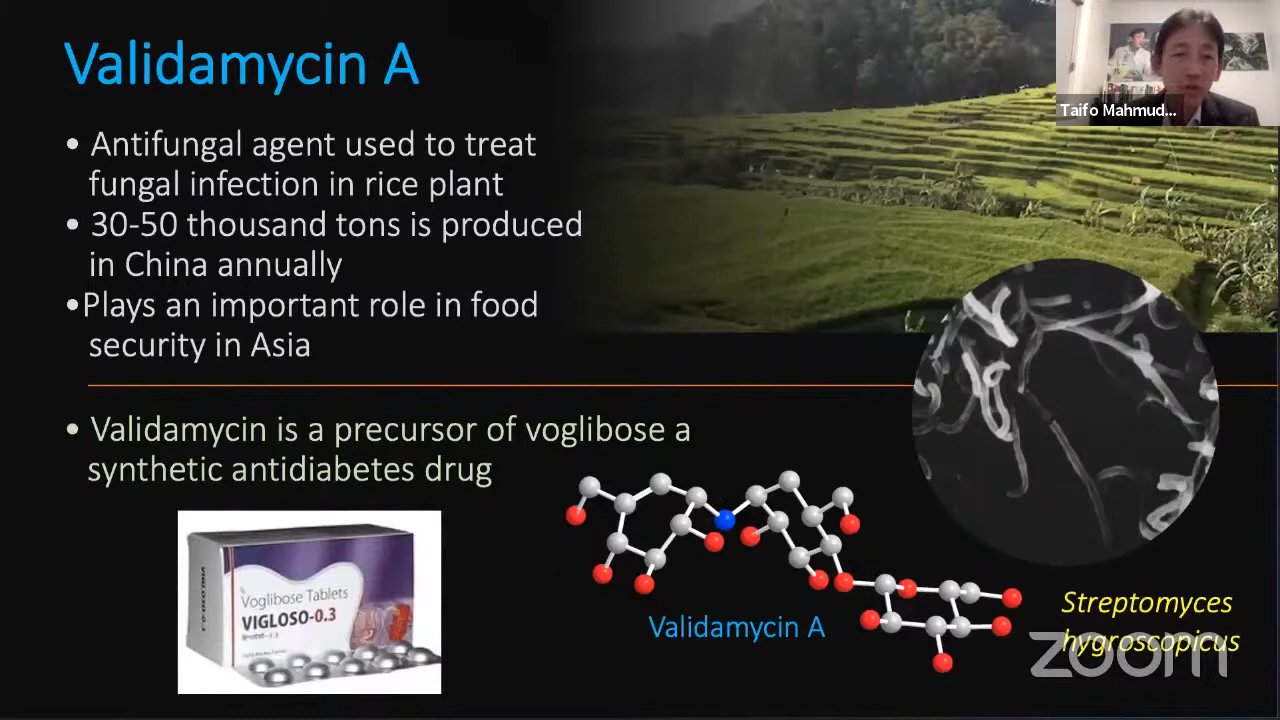 Validamycin A
Taifo Mahmud...
• Antifungal agent used to treat
fungal infection in rice plant
• 30-50 thousand tons is produced
in China annually
•Plays an important role in food
security in Asia
• Validamycin is a precursor of voglibose a
synthetic antidiabetes drug
Voglibose Tablets
VIGLOSO-0.3
Validamycin A
Streptomyces
hygroscopicus
zoom